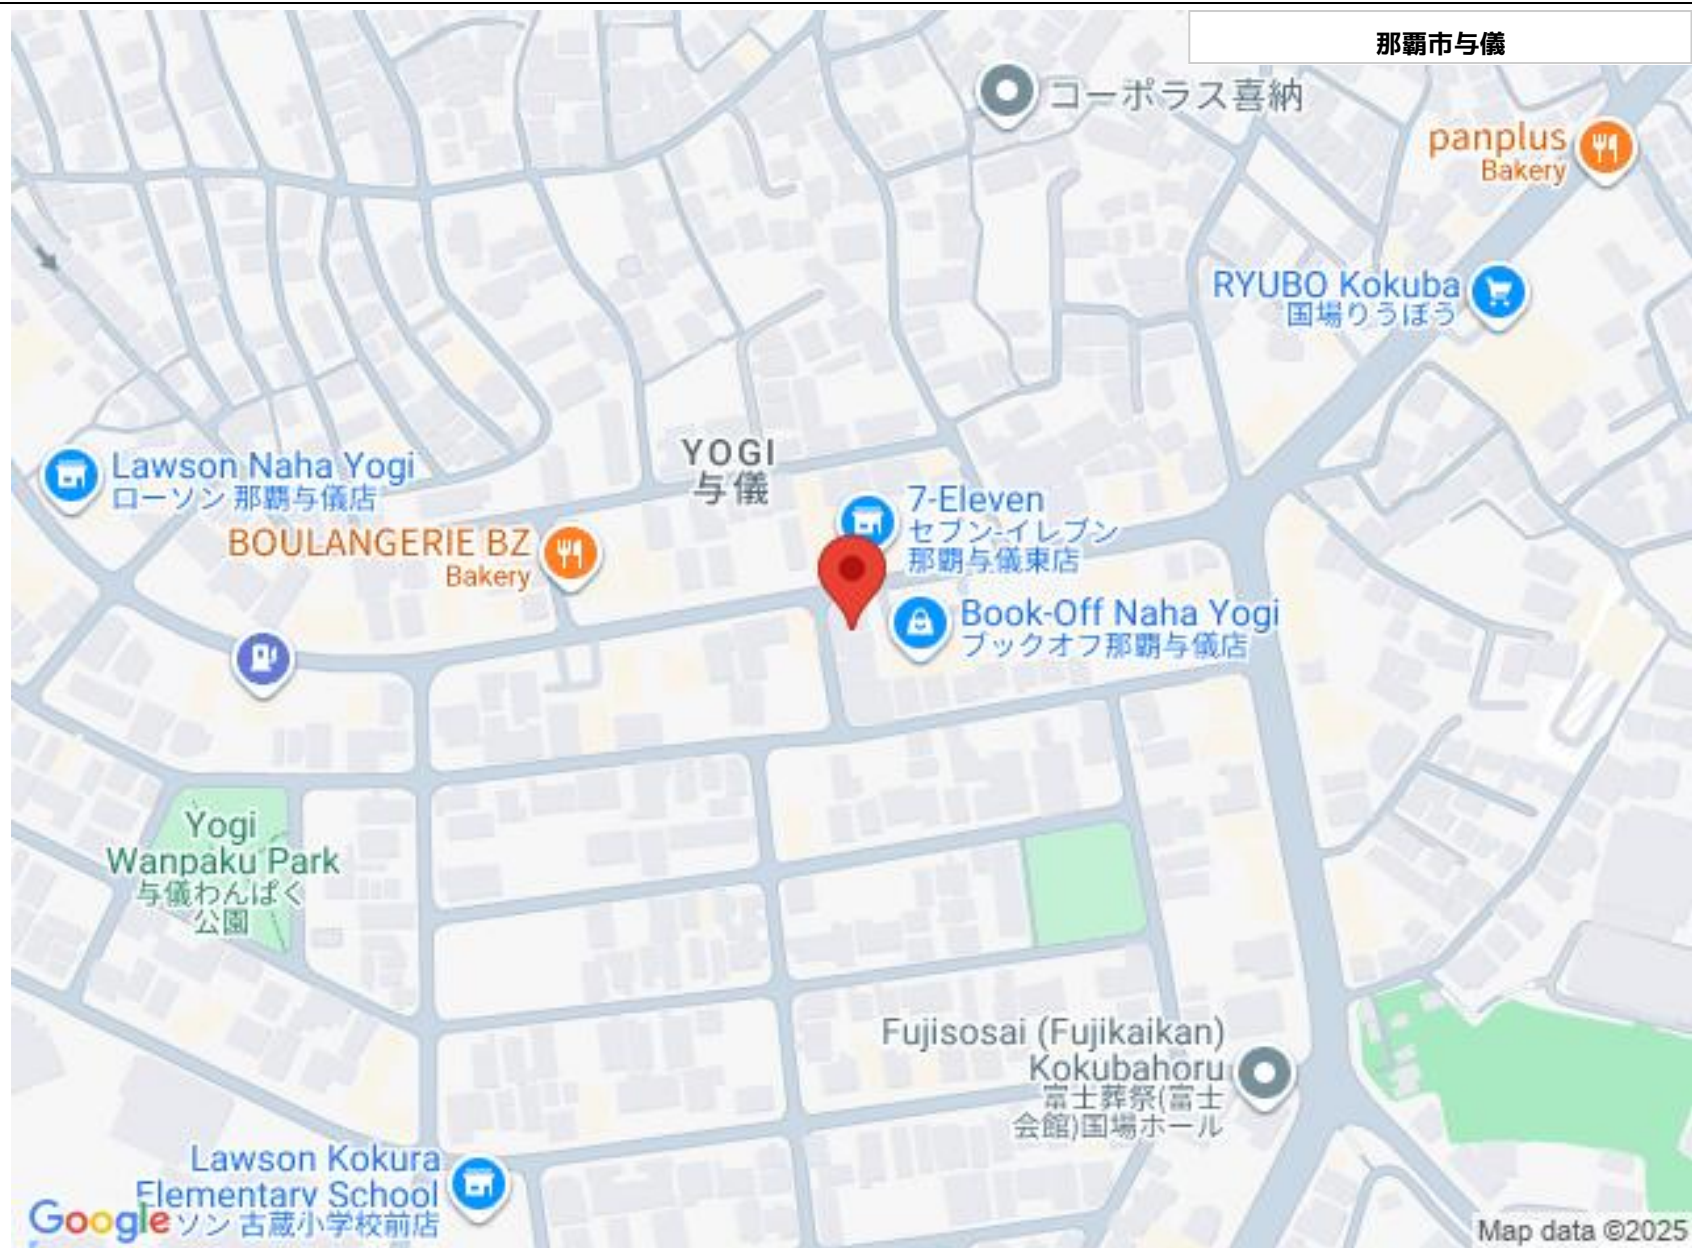 那覇市与儀
コーポラス喜納
panplus
Bakery
RYUBO Kokuba
国場りうぼう
YOGI
与儀
Lawson Naha Yogi
ローソン 那覇与儀店
7-Eleven
セブン-イレブン
那覇与儀東店
BOULANGERIE BZ
Bakery
Book-Off Naha Yogi
ブックオフ那覇与儀店
Yogi
Wanpaku Park
与儀わんぱく
公園
Fujisosai (Fujikaikan)
Kokubahoru
富士葬祭(富士
会館)国場ホール
Lawson Kokura
Elementary School
ソン 古蔵小学校前店
Google
Map data ©2025